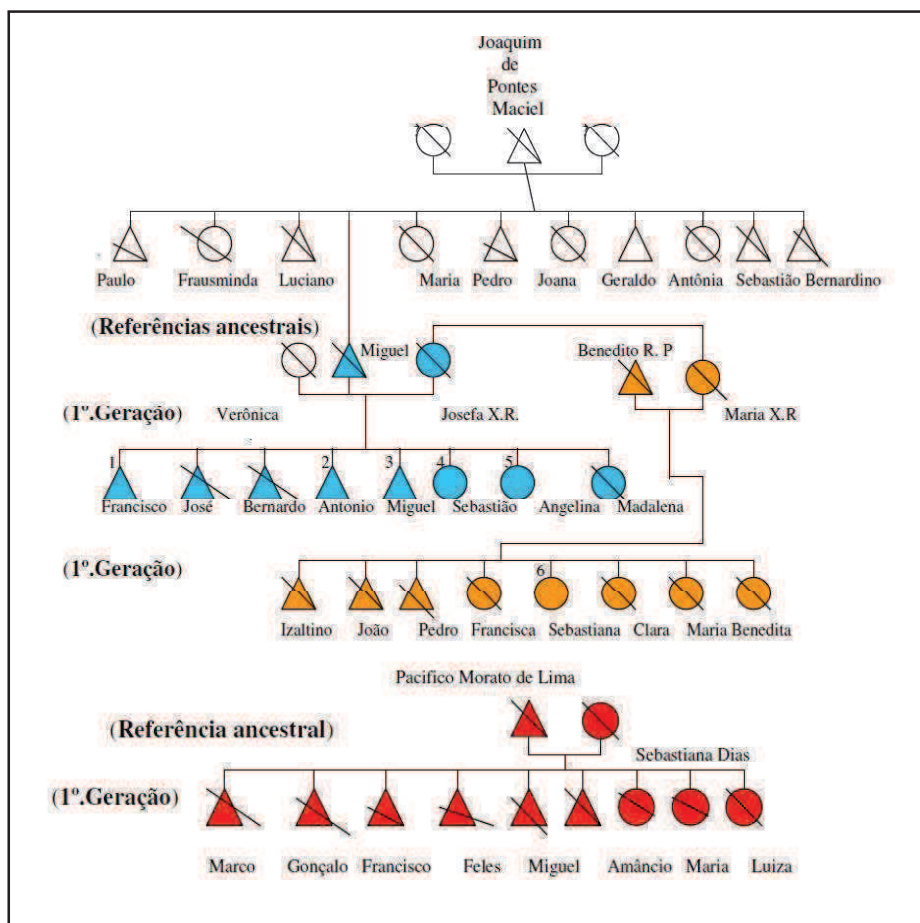 Joaquim
de
Pontes
Maciel
Paulo Frausminda Luciano Maria Pedro Joana Geraldo Antônia Sebastião Bernardino
(Referências ancestrais)
Miguel Benedito R. P
(1º.Geração) Verônica Josefa X.R. Maria X.R
1 2 3 4 5
Francisco José Bernardo Antonio Miguel Sebastião Angelina Madalena
(1º.Geração)
6
Izaltino João Pedro Francisca Sebastiana Clara Maria Benedita
Pacifico Morato de Lima
(Referência ancestral)
Sebastiana Dias
(1º.Geração)
Marco Gonçalo Francisco Feles Miguel Amâncio Maria Luiza